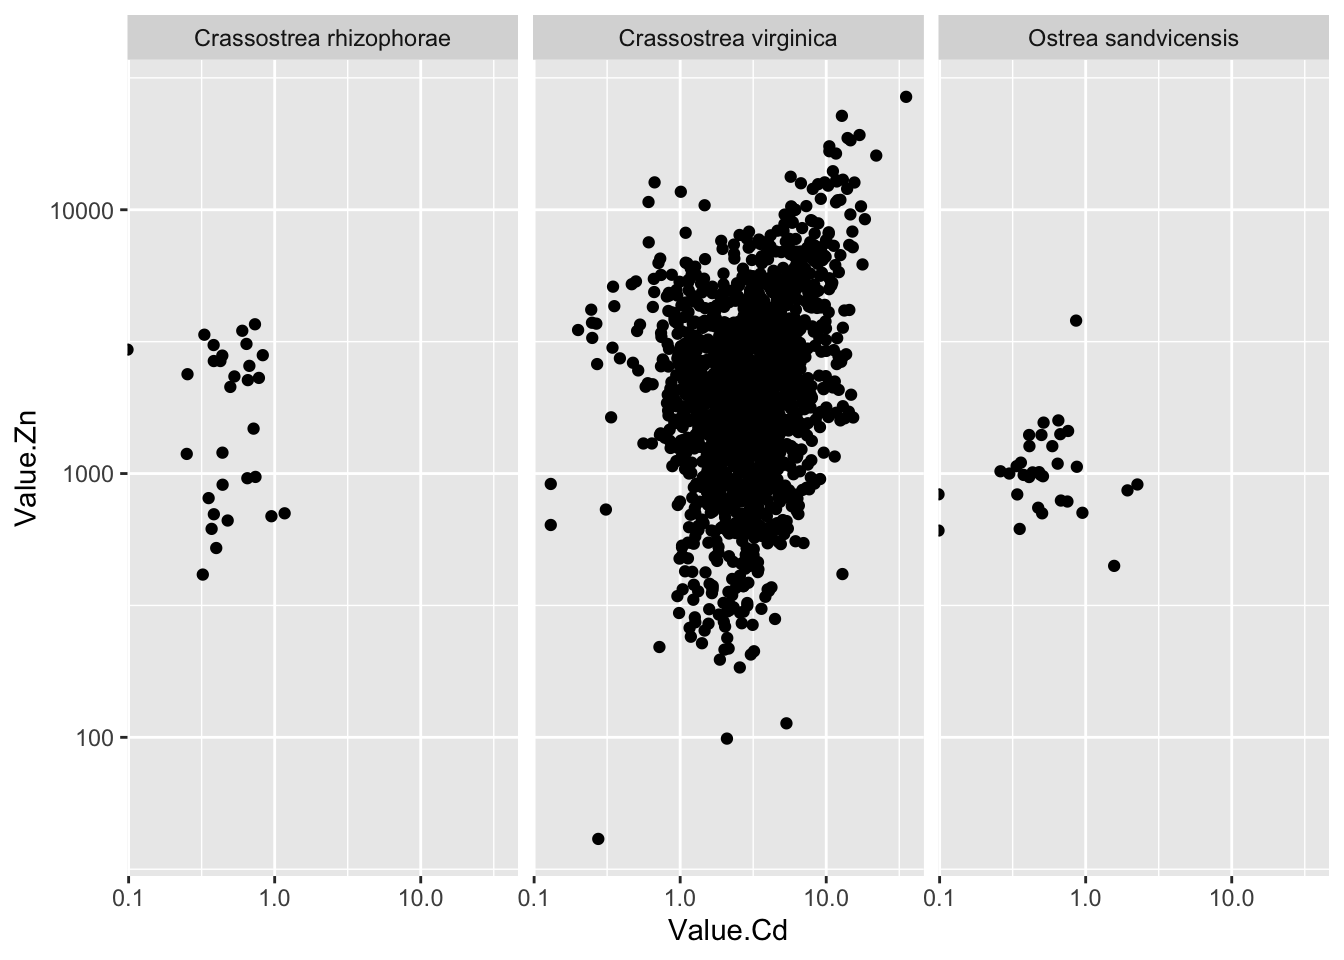 Crassostrea rhizophorae
Crassostrea virginica
Ostrea sandvicensis
Value.Zn
10000
1000
100
0.1 1.0 10.0
0.1 1.0 10.0
0.1 1.0 10.0
Value.Cd